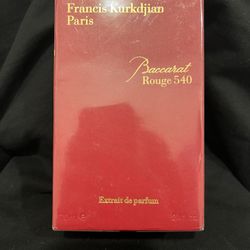 Francis Kurkdjian
Paris
Baccarat
Rouge 540
Extrait de parfum